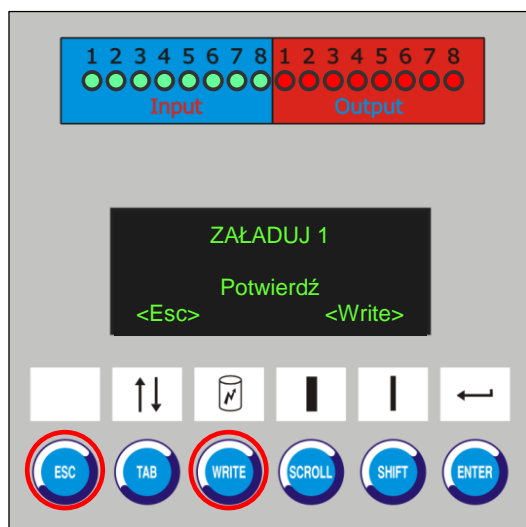 1 2 3 4 5 6 7 8 1 2 3 4 5 6 7 8
Input Output
ZAŁADUJ 1
Potwierdź
<Esc> <Write>
ESC TAB WRITE SCROLL SHIFT ENTER